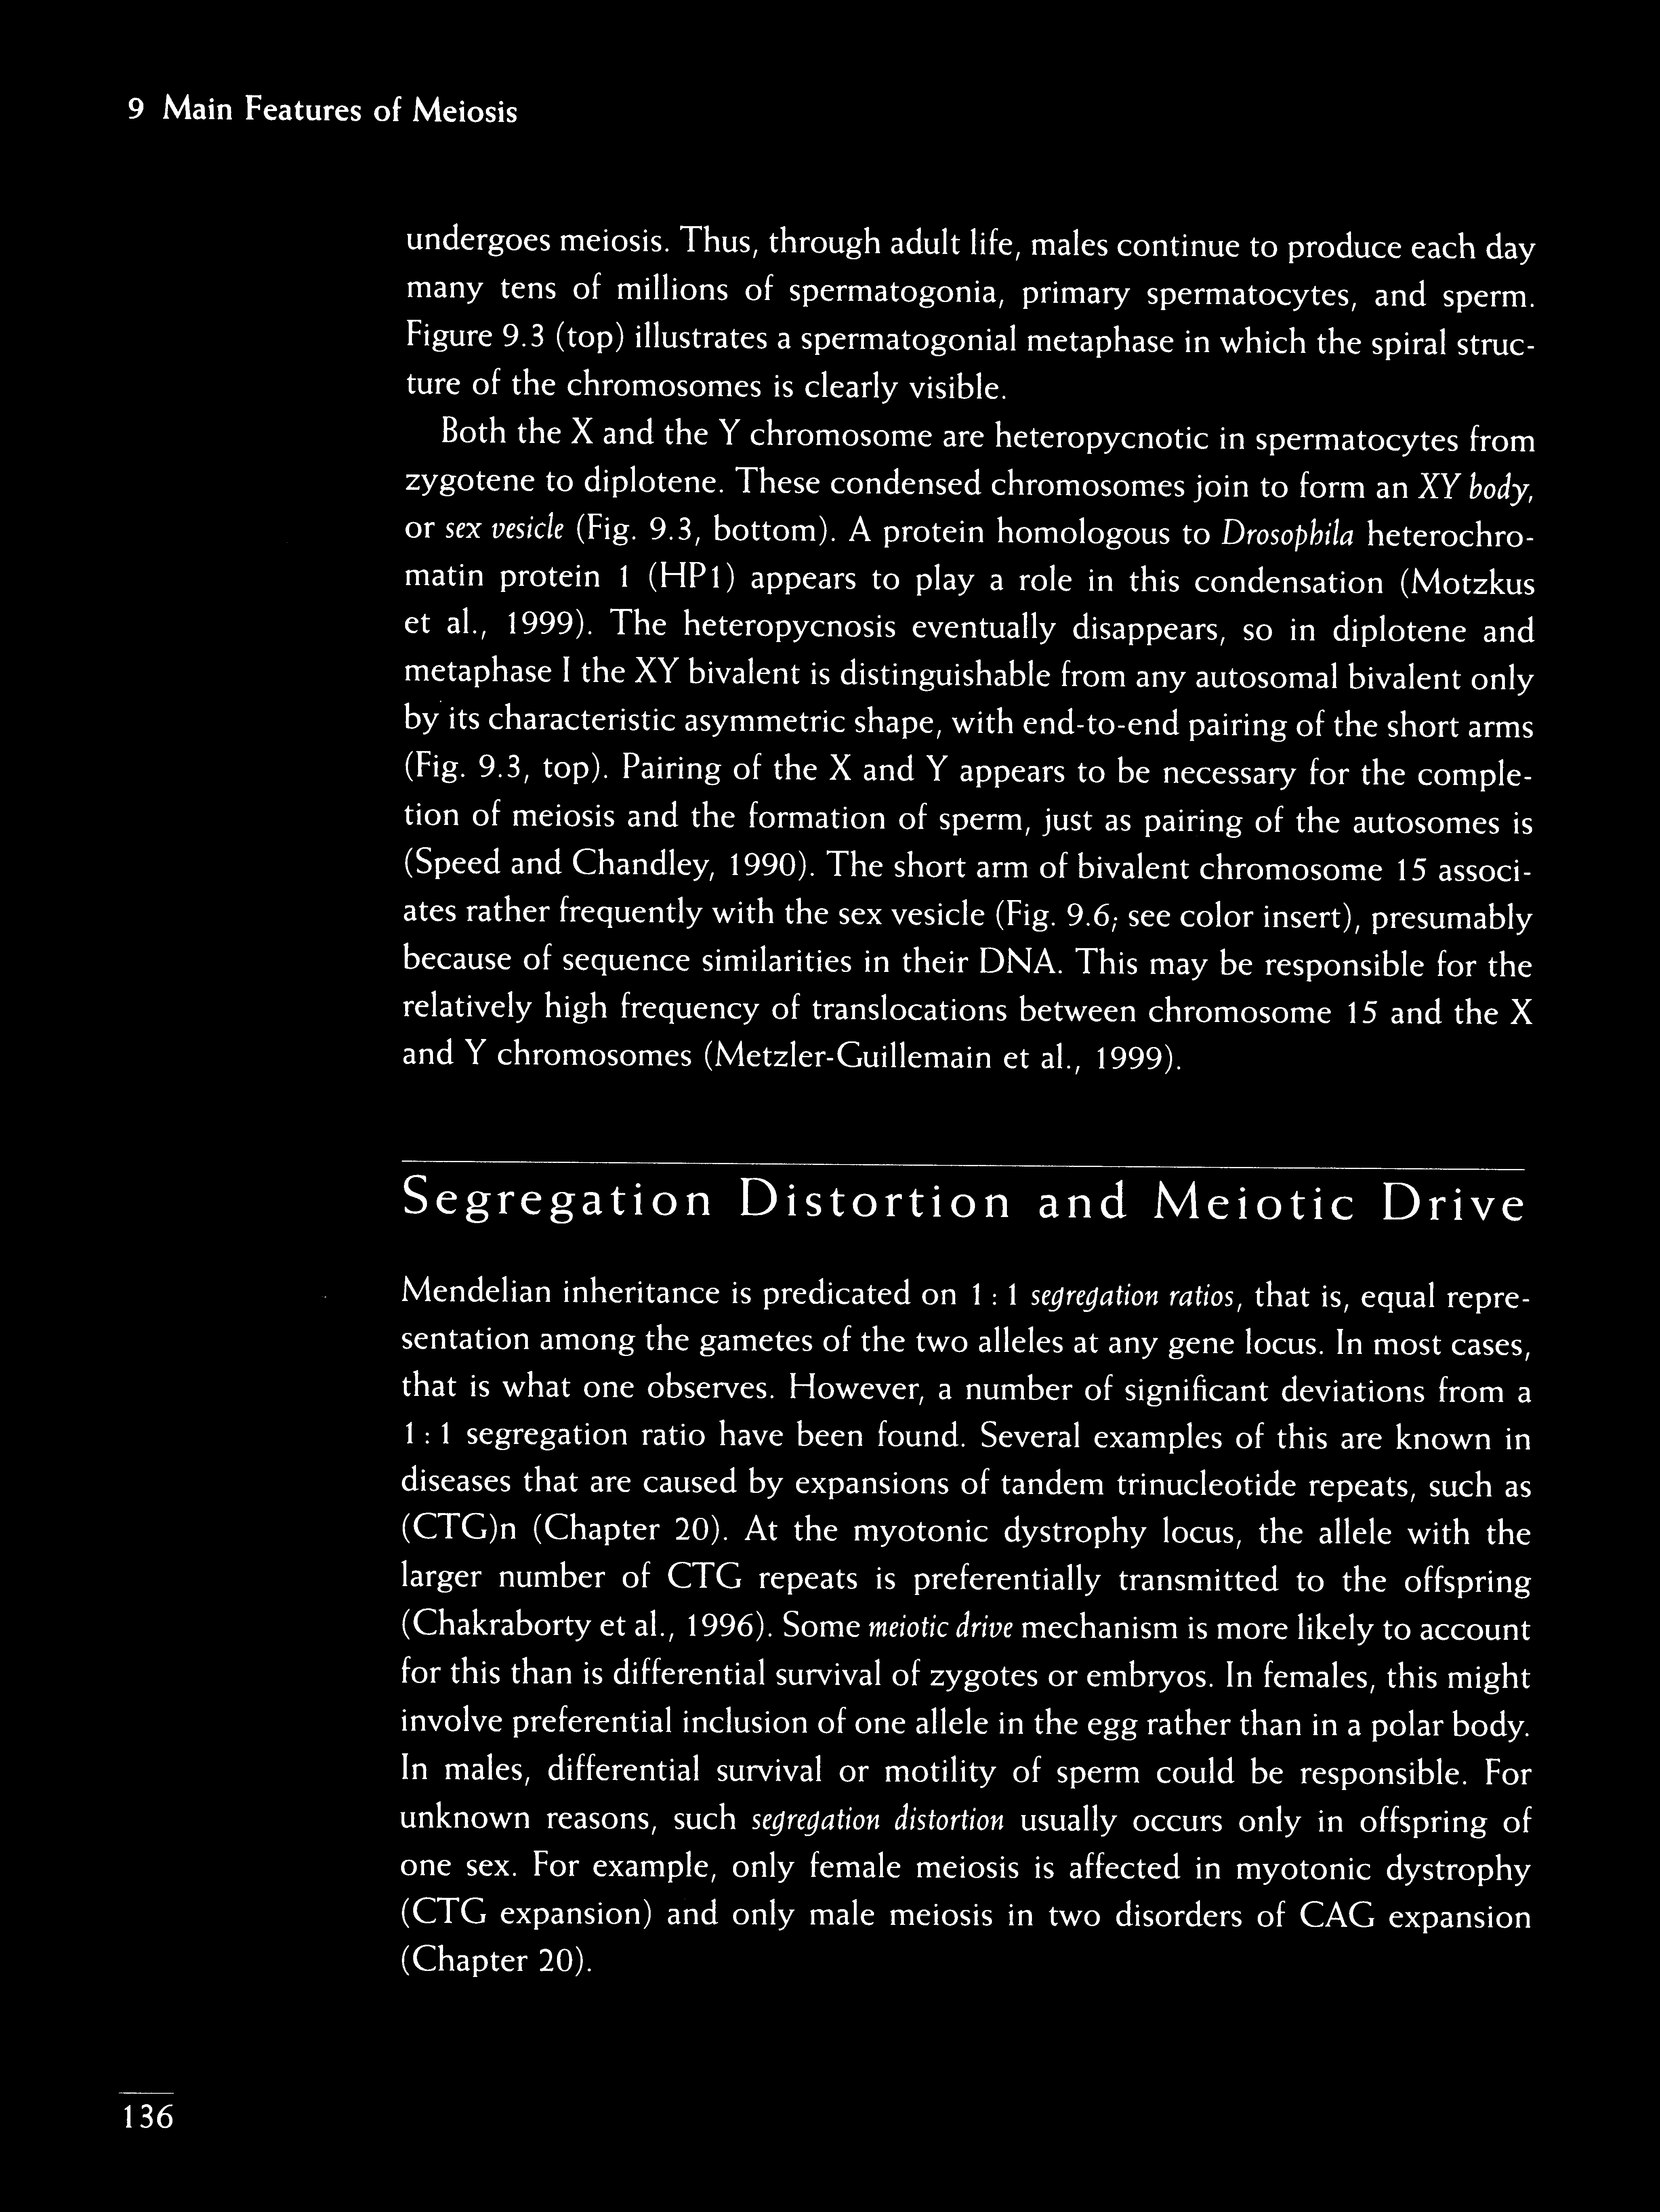 9 Main Features of Meiosis
undergoes meiosis. Thus, through adult life, males continue to produce each day
many tens of millions of spermatogonia, primary spermatocytes, and sperm.
Figure 9.3 (top) illustrates a spermatogonial metaphase in which the spiral struc-
ture of the chromosomes is clearly visible.
Both the X and the Y chromosome are heteropycnotic in spermatocytes from
zygotene to diplotene. These condensed chromosomes join to form an XY body,
or sex vesicle (Fig. 9.3, bottom). A protein homologous to Drosophila heterochro-
matin protein 1 (HP1) appears to play a role in this condensation (Motzkus
et al., 1999). The heteropycnosis eventually disappears, so in diplotene and
metaphase I the XY bivalent is distinguishable from any autosomal bivalent only
by its characteristic asymmetric shape, with end-to-end pairing of the short arms
(Fig. 9.3, top). Pairing of the X and Y appears to be necessary for the comple-
tion of meiosis and the formation of sperm, just as pairing of the autosomes is
(Speed and Chandley, 1990). The short arm of bivalent chromosome 15 associ-
ates rather frequently with the sex vesicle (Fig. 9.6; see color insert), presumably
because of sequence similarities in their DNA. This may be responsible for the
relatively high frequency of translocations between chromosome 15 and the X
and Y chromosomes (Metzler-Guillemain et al., 1999).
Segregation Distortion and Meiotic Drive
Mendelian inheritance is predicated on 1 : 1 segregation ratios, that is, equal repre-
sentation among the gametes of the two alleles at any gene locus. In most cases,
that is what one observes. However, a number of significant deviations from a
1 : 1 segregation ratio have been found. Several examples of this are known in
diseases that are caused by expansions of tandem trinucleotide repeats, such as
(CTG)n (Chapter 20). At the myotonic dystrophy locus, the allele with the
larger number of CTG repeats is preferentially transmitted to the offspring
(Chakraborty et al., 1996). Some meiotic drive mechanism is more likely to account
for this than is differential survival of zygotes or embryos. In females, this might
involve preferential inclusion of one allele in the egg rather than in a polar body.
In males, differential survival or motility of sperm could be responsible. For
unknown reasons, such segregation distortion usually occurs only in offspring of
one sex. For example, only female meiosis is affected in myotonic dystrophy
(CTG expansion) and only male meiosis in two disorders of CAG expansion
(Chapter 20).
136